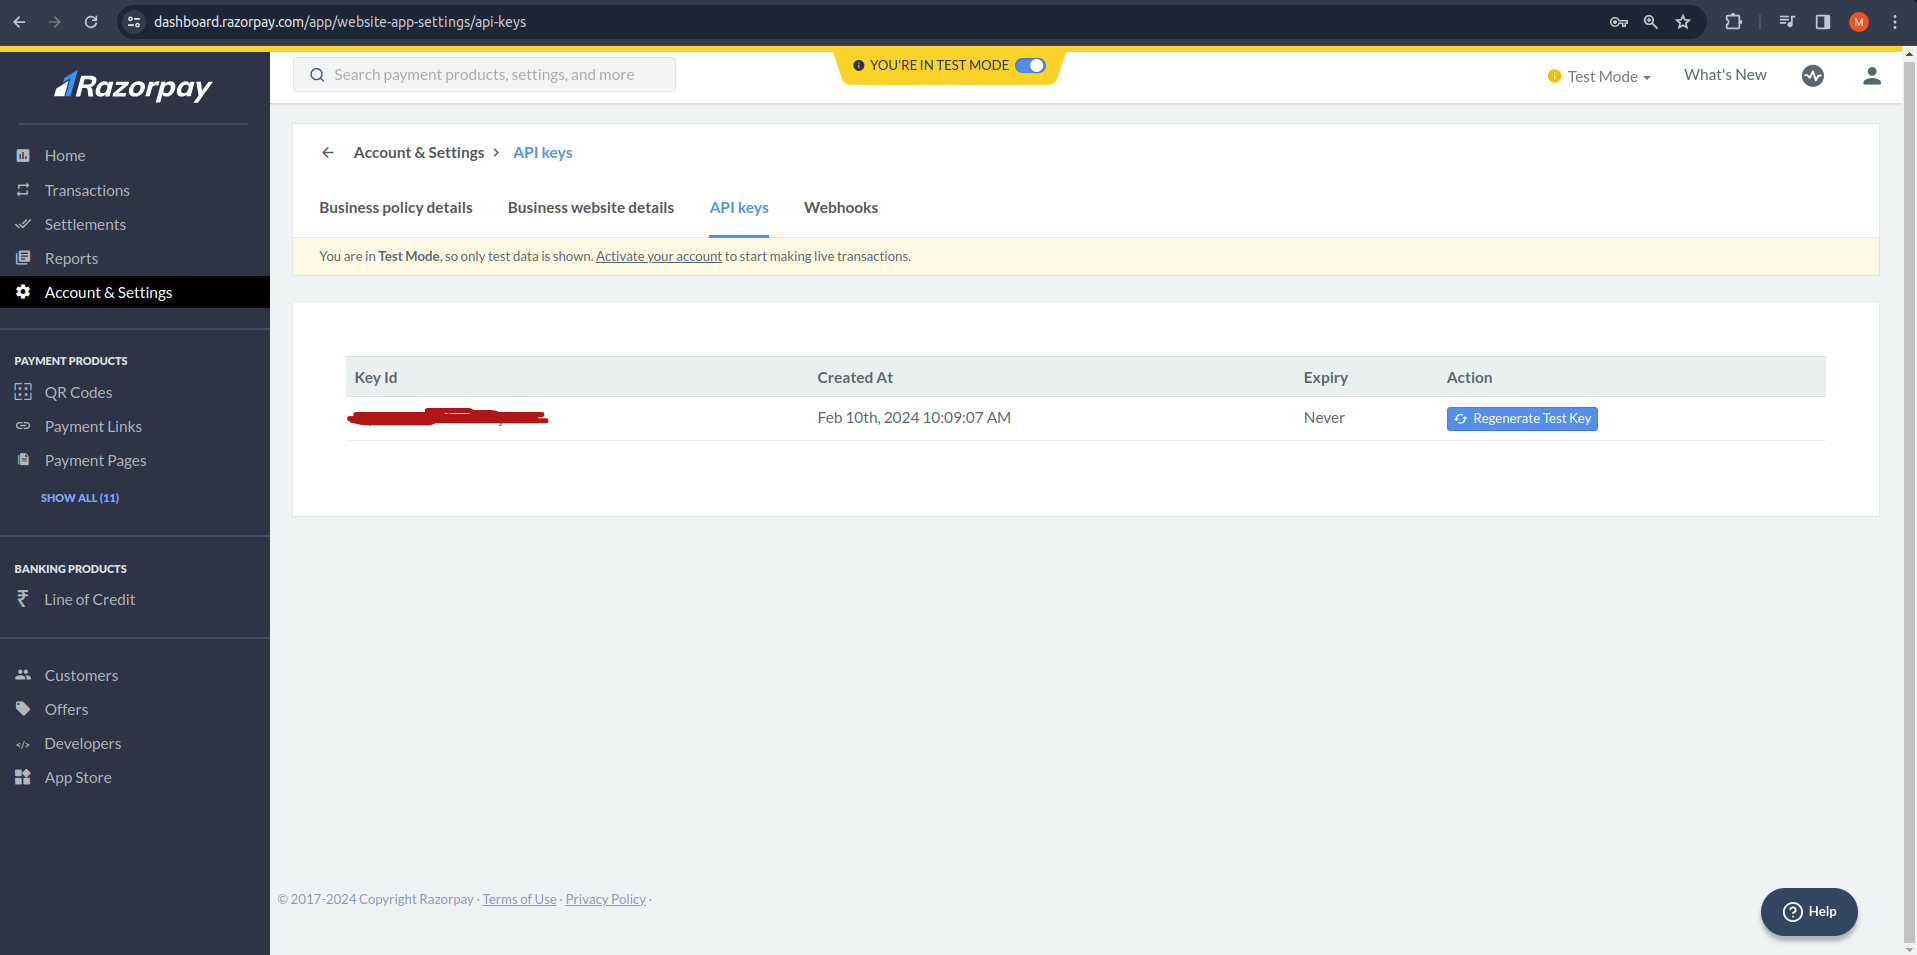 dashboard.razorpay.com/app/website-app-settings/api-keys
M
Razorpay
Search payment products, settings, and more
YOU'RE IN TEST MODE
Test Mode
What's New
Home
Transactions
Settlements
Reports
Account & Settings
PAYMENT PRODUCTS
QR Codes
Payment Links
Payment Pages
SHOW ALL (11)
BANKING PRODUCTS
₹ Line of Credit
Customers
Offers
Developers
App Store
Account & Settings > API keys
Business policy details Business website details API keys Webhooks
You are in Test Mode, so only test data is shown. Activate your account to start making live transactions.
Key Id Created At Expiry Action
Feb 10th, 2024 10:09:07 AM Never Regenerate Test Key
© 2017-2024 Copyright Razorpay · Terms of Use · Privacy Policy ·
Help